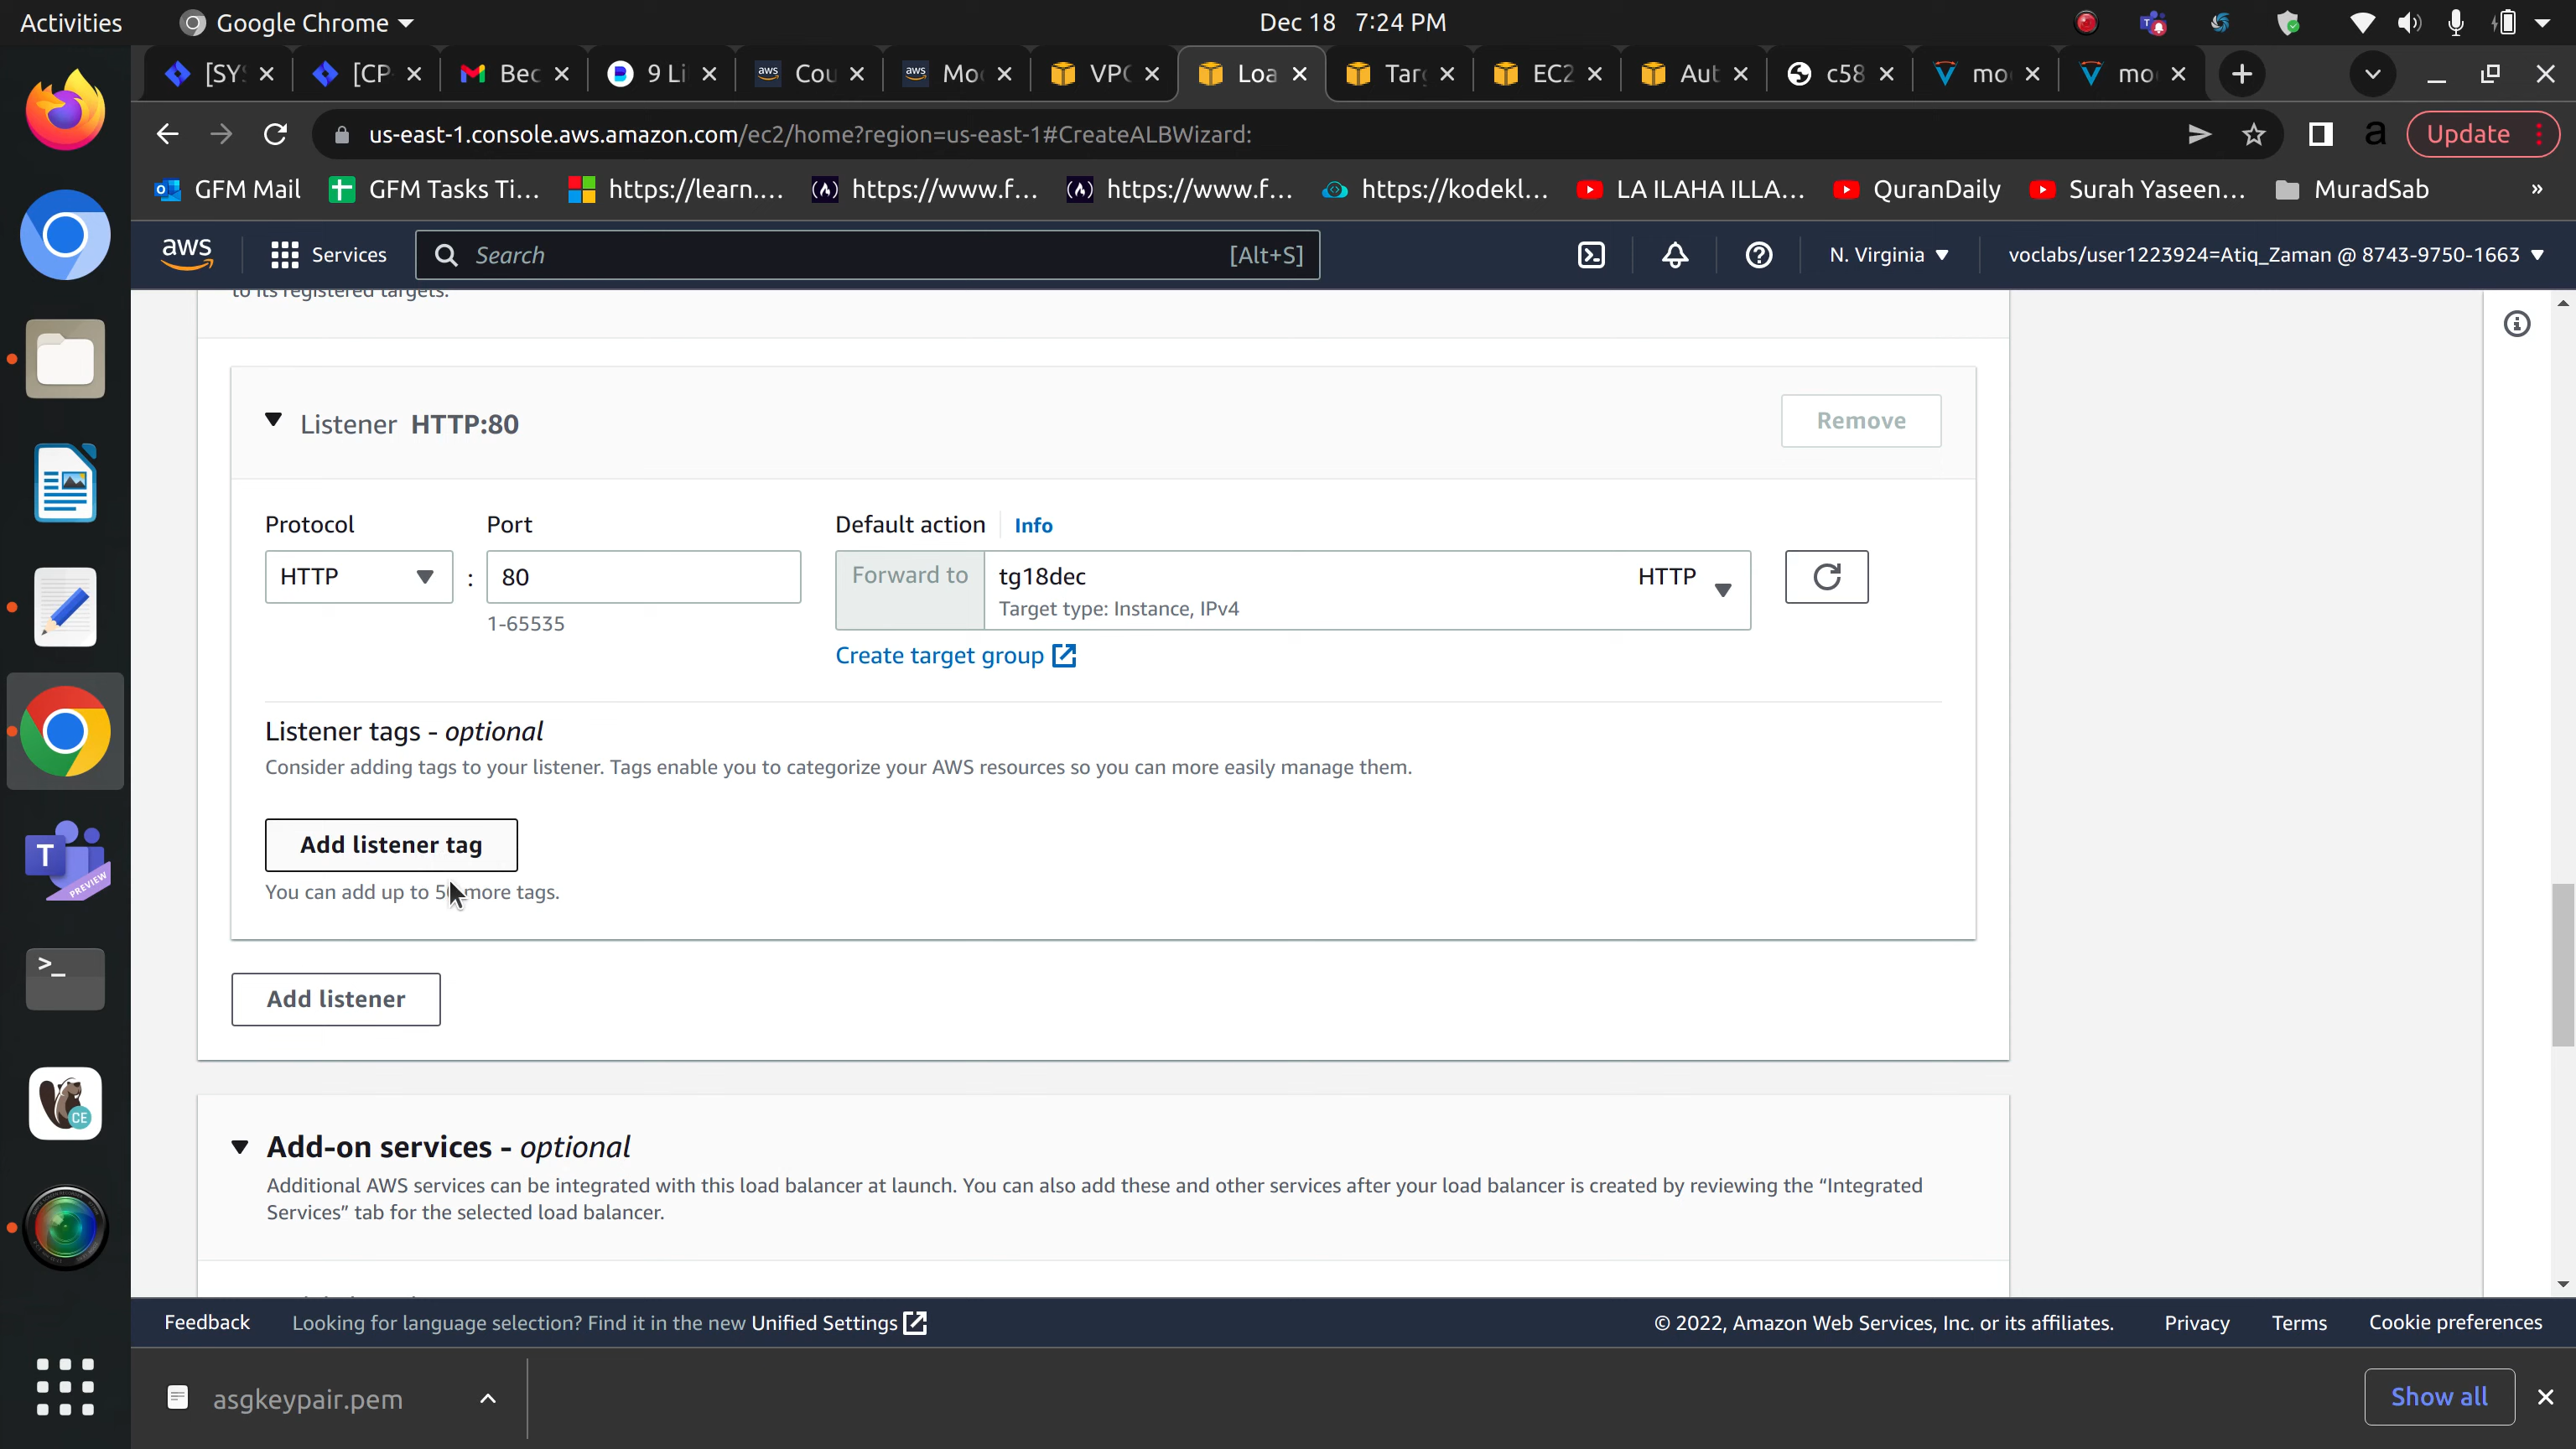 Activities Google Chrome Dec 18 7:24 PM
[SY [CP Bec 9 Li Cou Mo VPC Loa Tar EC2 Aut c58 mo mo
us-east-1.console.aws.amazon.com/ec2/home?region=us-east-1#CreateALBWizard: a Update
GFM Mail GFM Tasks Ti... https://learn.... https://www.f... https://www.f... https://kodekl... LA ILAHA ILLA... QuranDaily Surah Yaseen... MuradSab »
aws Services Search [Alt+S] N. Virginia voclabs/user1223924=Atiq_Zaman @ 8743-9750-1663
to its registered targets.
Listener HTTP:80 Remove
Protocol Port Default action Info
HTTP : 80 Forward to tg18dec HTTP
1-65535 Target type: Instance, IPv4
Create target group
Listener tags - optional
Consider adding tags to your listener. Tags enable you to categorize your AWS resources so you can more easily manage them.
Add listener tag
You can add up to more tags.
Add listener
Add-on services - optional
Additional AWS services can be integrated with this load balancer at launch. You can also add these and other services after your load balancer is created by reviewing the “Integrated
Services” tab for the selected load balancer.
Feedback Looking for language selection? Find it in the new Unified Settings © 2022, Amazon Web Services, Inc. or its affiliates. Privacy Terms Cookie preferences
asgkeypair.pem Show all
T
PREVIEW
>_
CE